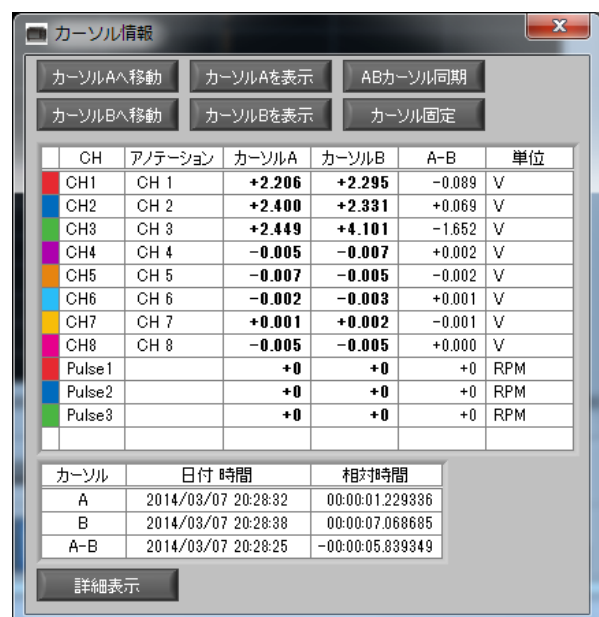 カーソル情報
カーソルAへ移動 カーソルAを表示 ABカーソル同期
カーソルBへ移動 カーソルBを表示 カーソル固定
CH アノテーション カーソルA カーソルB A-B 単位
CH1 CH 1 +2.206 +2.295 -0.089 V
CH2 CH 2 +2.400 +2.331 +0.069 V
CH3 CH 3 +2.449 +4.101 -1.652 V
CH4 CH 4 -0.005 -0.007 +0.002 V
CH5 CH 5 -0.007 -0.005 -0.002 V
CH6 CH 6 -0.002 -0.003 +0.001 V
CH7 CH 7 +0.001 +0.002 -0.001 V
CH8 CH 8 -0.005 -0.005 +0.000 V
Pulse1 +0 +0 +0 RPM
Pulse2 +0 +0 +0 RPM
Pulse3 +0 +0 +0 RPM
カーソル 日付 時間 相対時間
A 2014/03/07 20:28:32 00:00:01.229336
B 2014/03/07 20:28:38 00:00:07.068685
A-B 2014/03/07 20:28:25 -00:00:05.839349
詳細表示